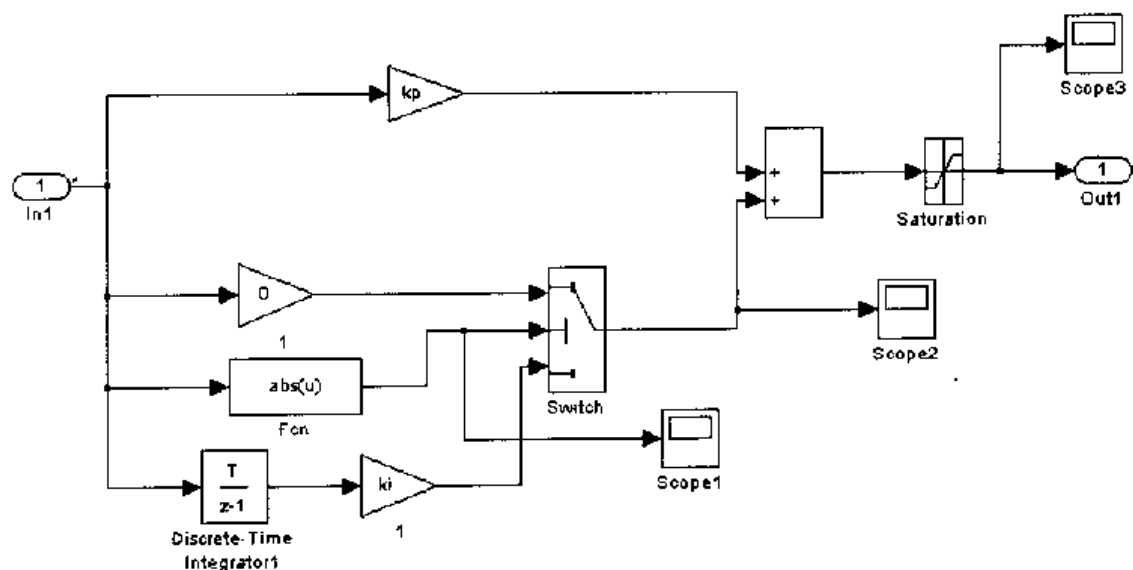 Scope3
kp
1
In1
+
+
Saturation
1
Out1
0
1
Scope2
abs(u)
Fcn
Switch
Scope1
T
z-1
ki
1
Discrete-Time
Integrator1